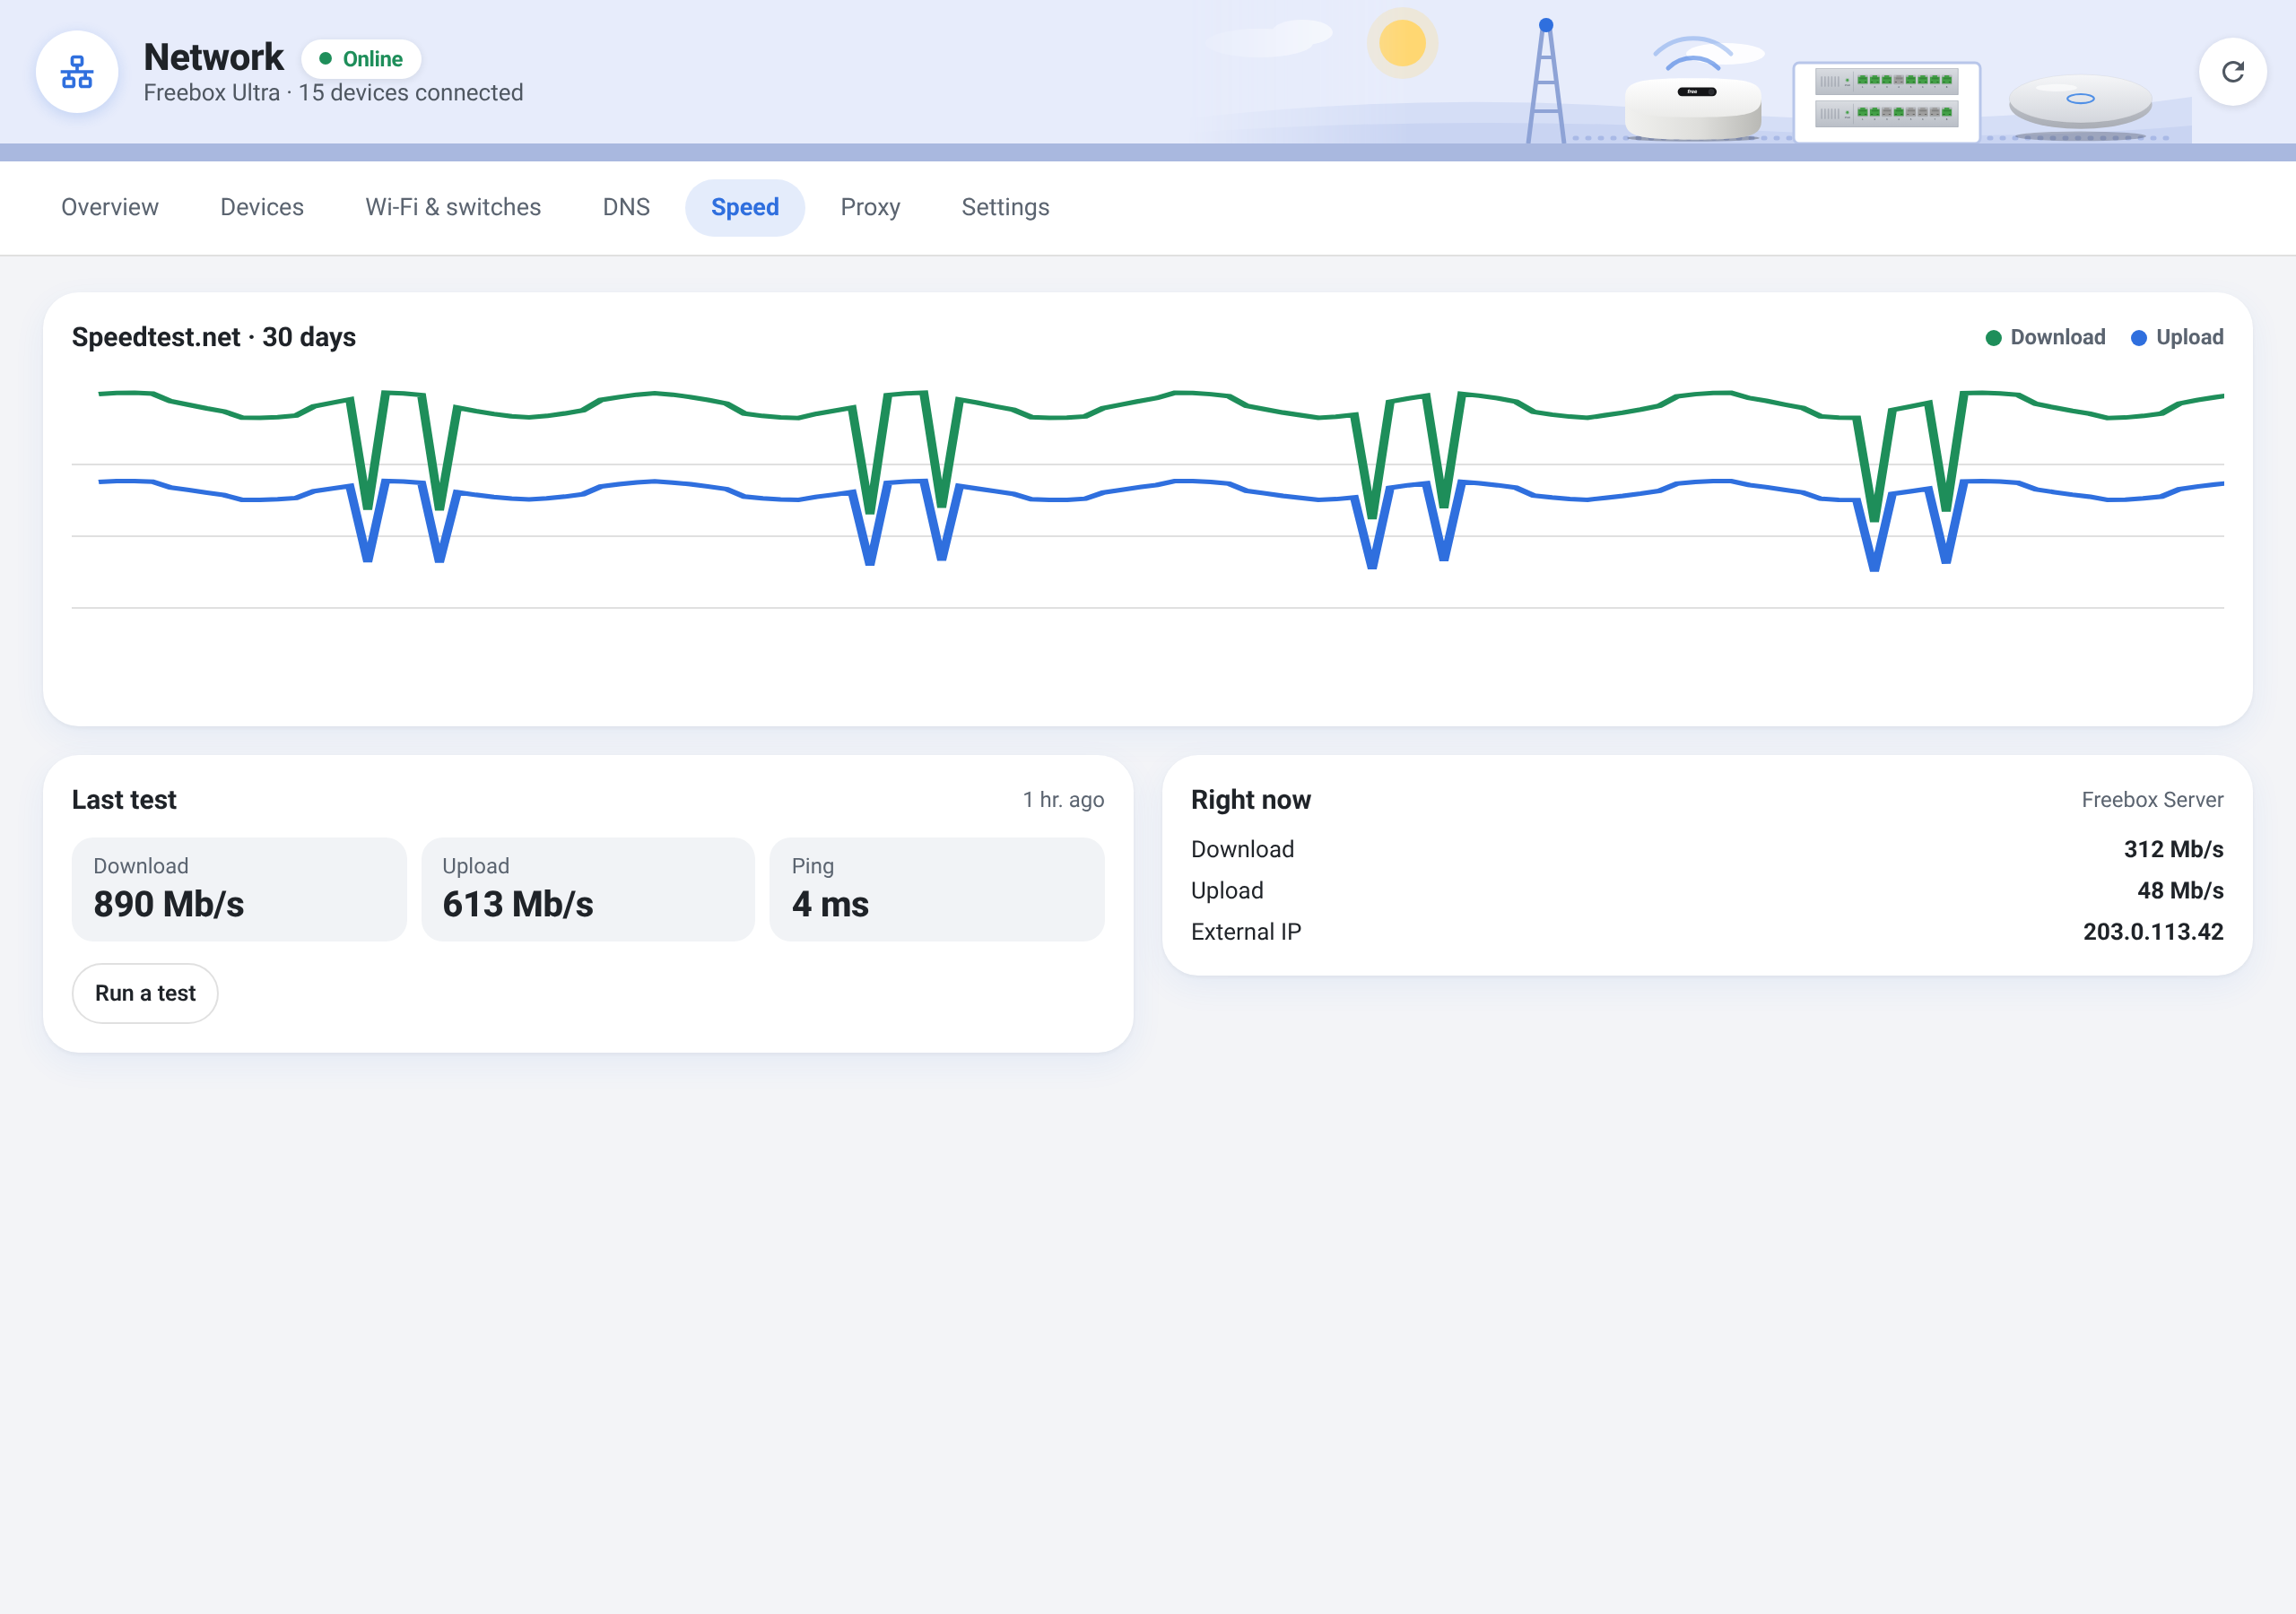 Network
Online
Freebox Ultra · 15 devices connected
free
Overview
Devices
Wi-Fi & switches
DNS
Speed
Proxy
Settings
Speedtest.net · 30 days
Download
Upload
Last test
1 hr. ago
Download
890 Mb/s
Upload
613 Mb/s
Ping
4 ms
Run a test
Right now
Freebox Server
Download
312 Mb/s
Upload
48 Mb/s
External IP
203.0.113.42